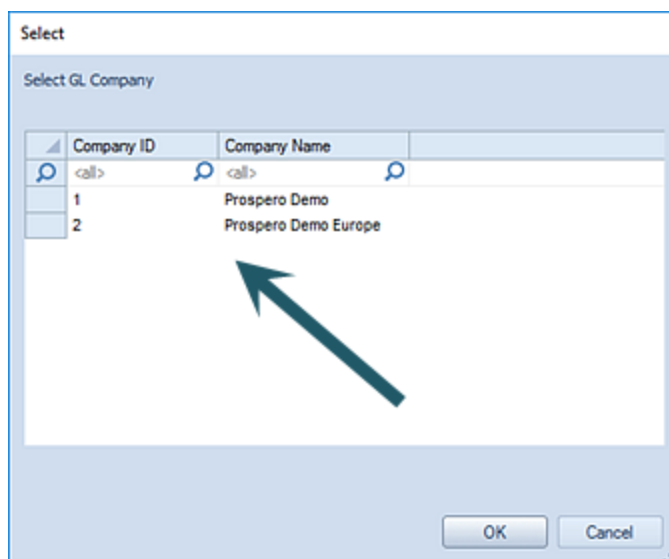 Select
Select GL Company
Company ID Company Name
<all> <all>
1 Prospero Demo
2 Prospero Demo Europe
OK Cancel